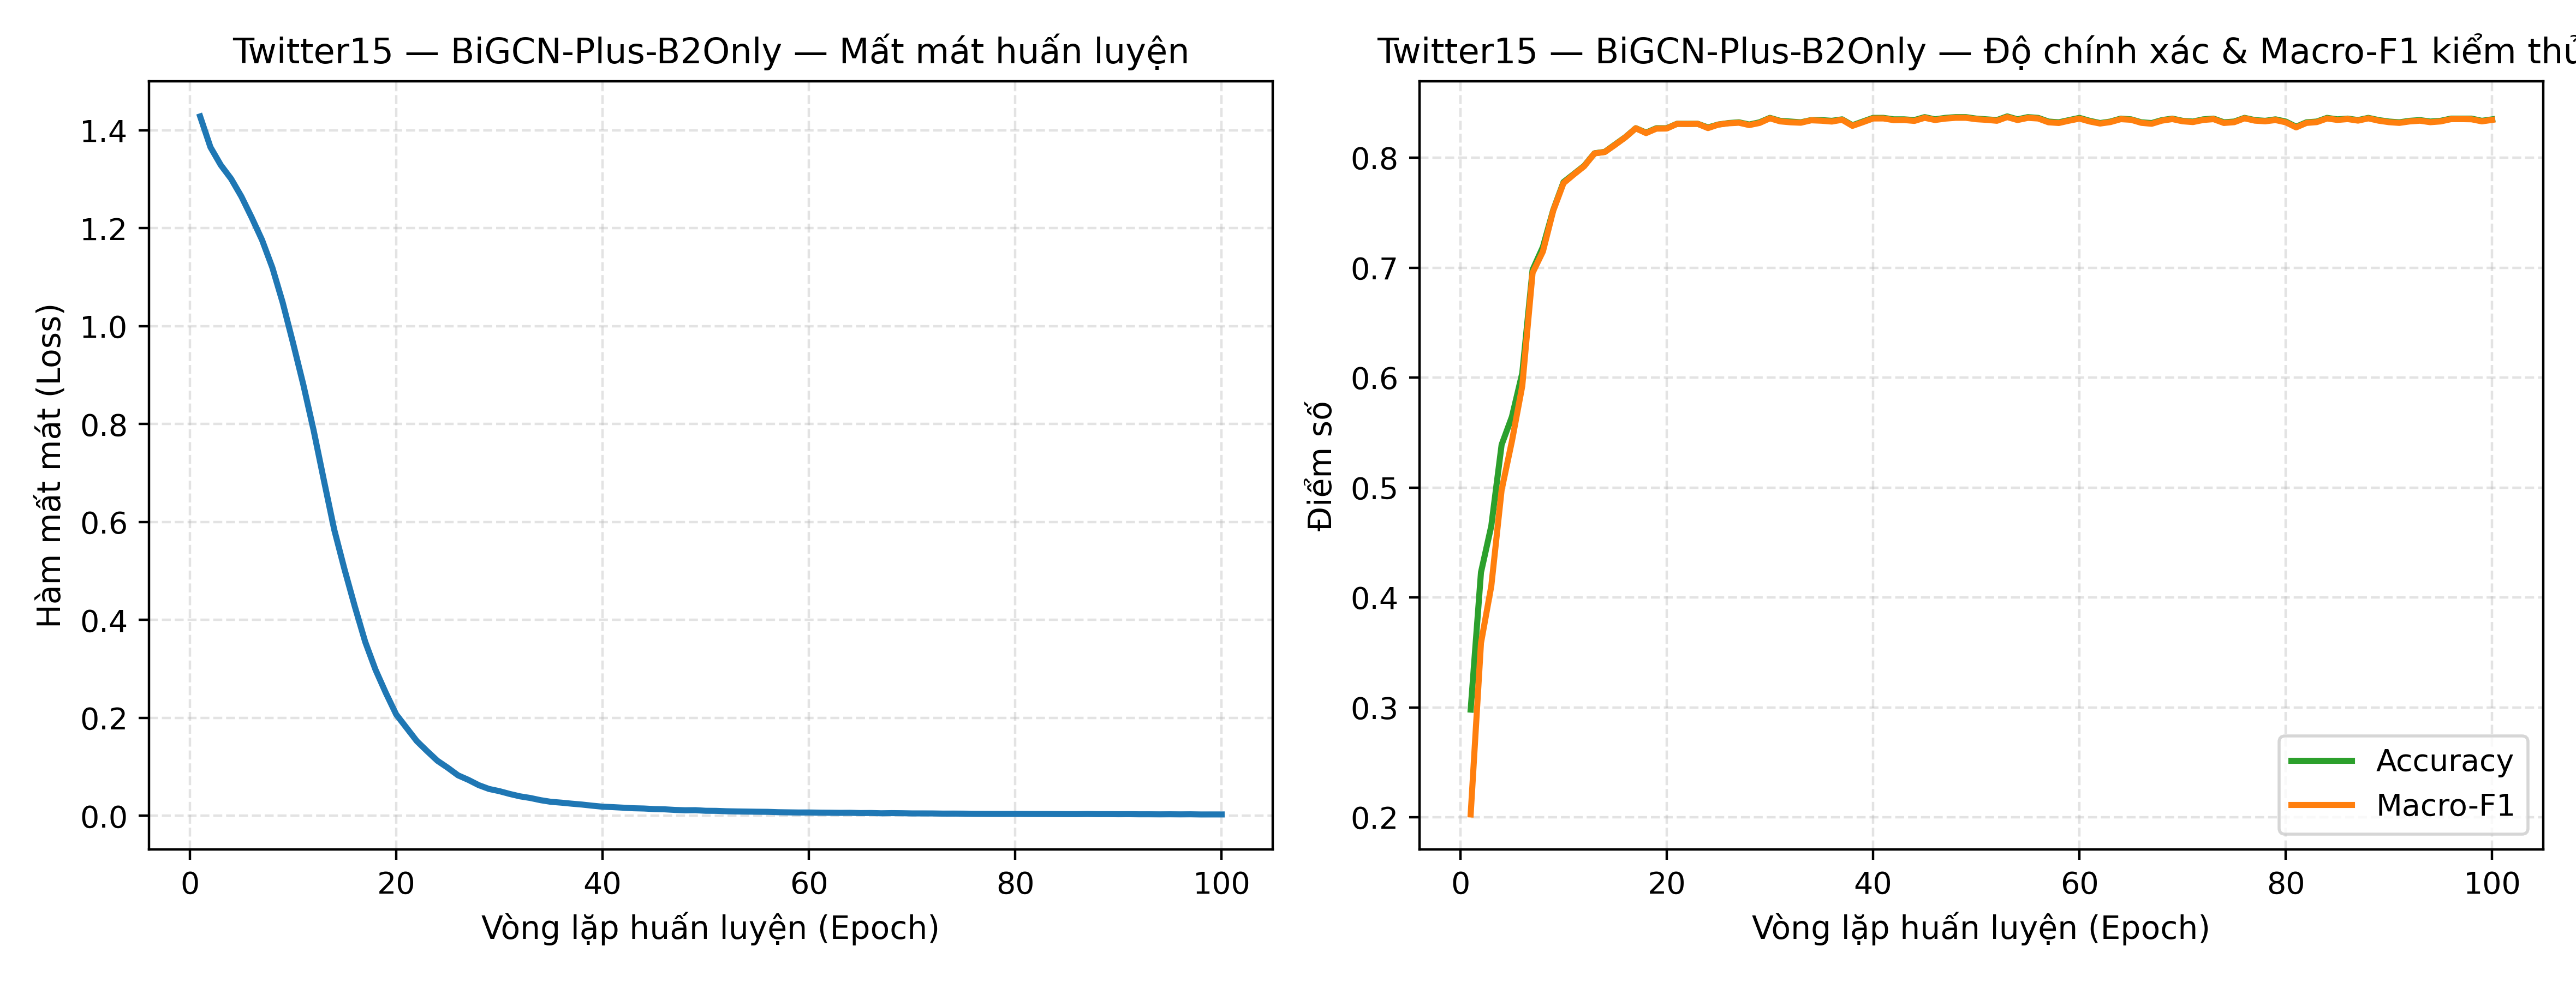 Twitter15 — BiGCN-Plus-B2Only — Mất mát huấn luyện
Hàm mất mát (Loss)
1.4
1.2
1.0
0.8
0.6
0.4
0.2
0.0
0 20 40 60 80 100
Vòng lặp huấn luyện (Epoch)
Twitter15 — BiGCN-Plus-B2Only — Độ chính xác & Macro-F1 kiểm thử
Điểm số
0.8
0.7
0.6
0.5
0.4
0.3
0.2
Accuracy
Macro-F1
0 20 40 60 80 100
Vòng lặp huấn luyện (Epoch)